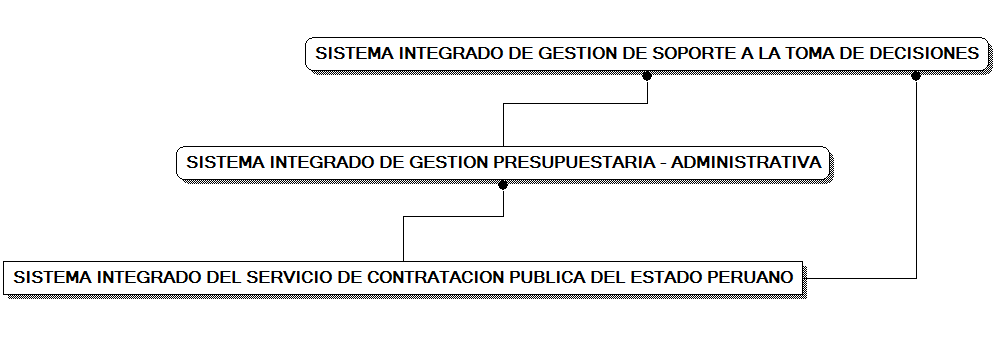 SISTEMA INTEGRADO DE GESTION DE SOPORTE A LA TOMA DE DECISIONES
SISTEMA INTEGRADO DE GESTION PRESUPUESTARIA - ADMINISTRATIVA
SISTEMA INTEGRADO DEL SERVICIO DE CONTRATACION PUBLICA DEL ESTADO PERUANO